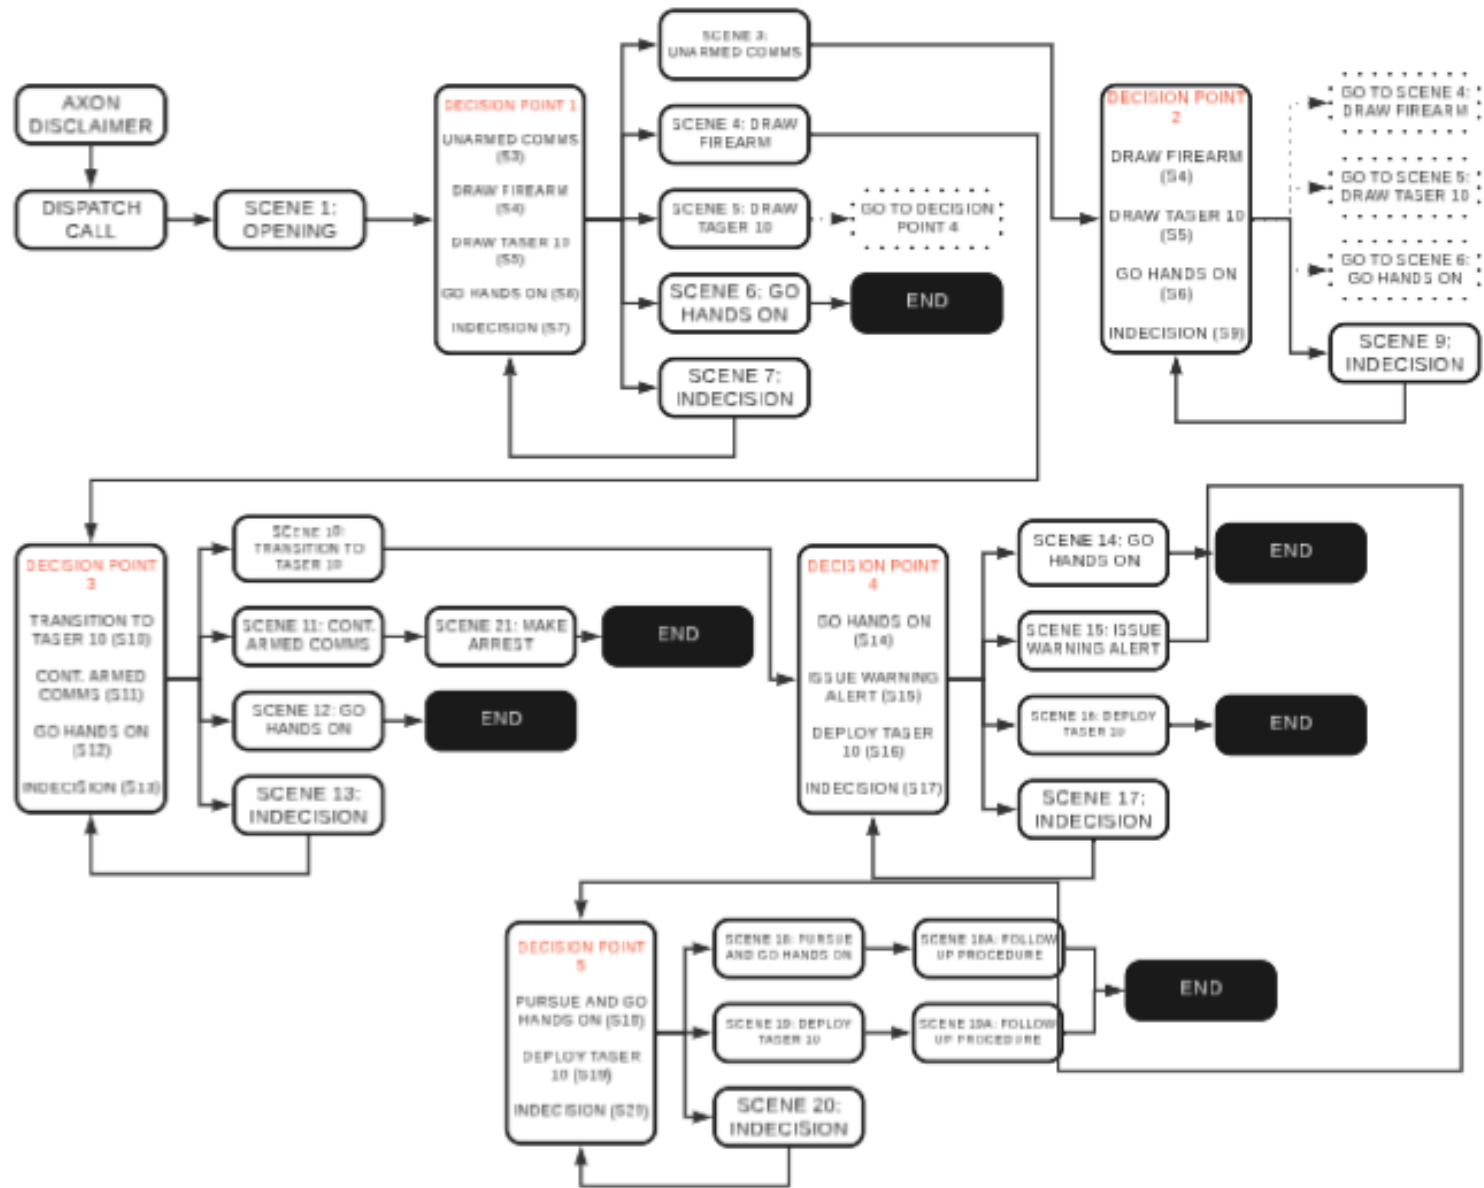 AXON
DISCLAIMER
DISPATCH
CALL
SCENE 1:
OPENING
DECISION POINT 1
UNARMED COMMS
(S3)
DRAW FIREARM
(S4)
DRAW TASER 10
(S5)
GO HANDS ON (S6)
INDECISION (S7)
SCENE 3:
UNARMED COMMS
SCENE 4: DRAW
FIREARM
SCENE 5: DRAW
TASER 10
GO TO DECISION
POINT 4
SCENE 6: GO
HANDS ON
END
SCENE 7:
INDECISION
DECISION POINT
2
DRAW FIREARM
(S4)
DRAW TASER 10
(S5)
GO HANDS ON
(S6)
INDECISION (S9)
GO TO SCENE 4:
DRAW FIREARM
GO TO SCENE 5:
DRAW TASER 10
GO TO SCENE 6:
GO HANDS ON
SCENE 9:
INDECISION
DECISION POINT
3
TRANSITION TO
TASER 10 (S10)
CONT. ARMED
COMMS (S11)
GO HANDS ON
(S12)
INDECISION (S13)
SCENE 10:
TRANSITION TO
TASER 10
SCENE 11: CONT.
ARMED COMMS
SCENE 21: MAKE
ARREST
END
SCENE 12: GO
HANDS ON
END
SCENE 13:
INDECISION
DECISION POINT
4
GO HANDS ON
(S14)
ISSUE WARNING
ALERT (S15)
DEPLOY TASER
10 (S16)
INDECISION (S17)
SCENE 14: GO
HANDS ON
END
SCENE 15: ISSUE
WARNING ALERT
SCENE 16: DEPLOY
TASER 10
END
SCENE 17:
INDECISION
DECISION POINT
5
PURSUE AND GO
HANDS ON (S18)
DEPLOY TASER
10 (S19)
INDECISION (S20)
SCENE 18: PURSUE
AND GO HANDS ON
SCENE 18A: FOLLOW
UP PROCEDURE
SCENE 19: DEPLOY
TASER 10
SCENE 19A: FOLLOW
UP PROCEDURE
END
SCENE 20:
INDECISION